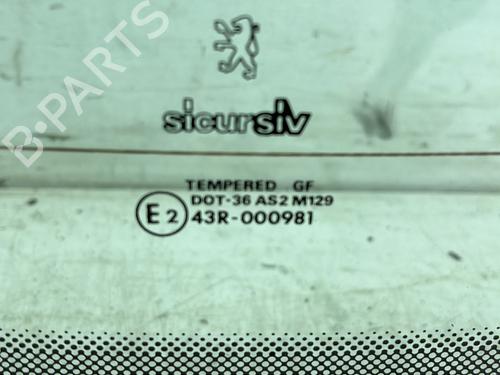 sicursiv
TEMPERED GF
DOT-36 AS2 M129
E2 43R-000981
B-PARTS